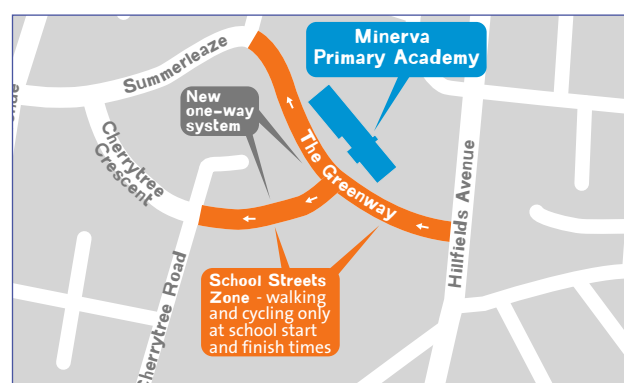 Minerva
Primary Academy
Summerleaze
New
one-way
system
The Greenway
Cherrytree
Crescent
Hillfields Avenue
School Streets
Zone - walking
and cycling only
at school start
and finish times
Cherrytree Road